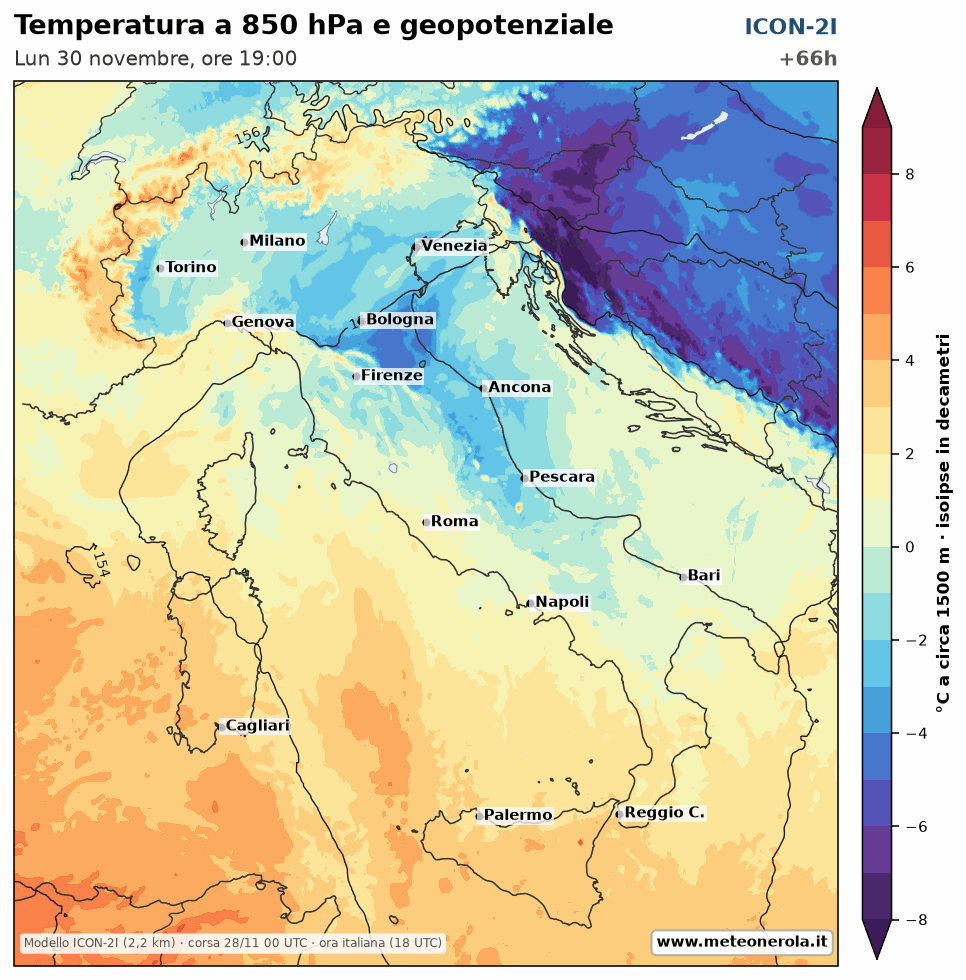 Temperatura a 850 hPa e geopotenziale
ICON-2I
Lun 30 novembre, ore 19:00
+66h
156
Milano
Venezia
Torino
Genova
Bologna
Firenze
Ancona
Pescara
Roma
154
Bari
Napoli
Cagliari
Palermo
Reggio C.
8
6
4
2
0
−2
−4
−6
−8
°C a circa 1500 m · isoipse in decametri
Modello ICON-2I (2,2 km) · corsa 28/11 00 UTC · ora italiana (18 UTC)
www.meteonerola.it